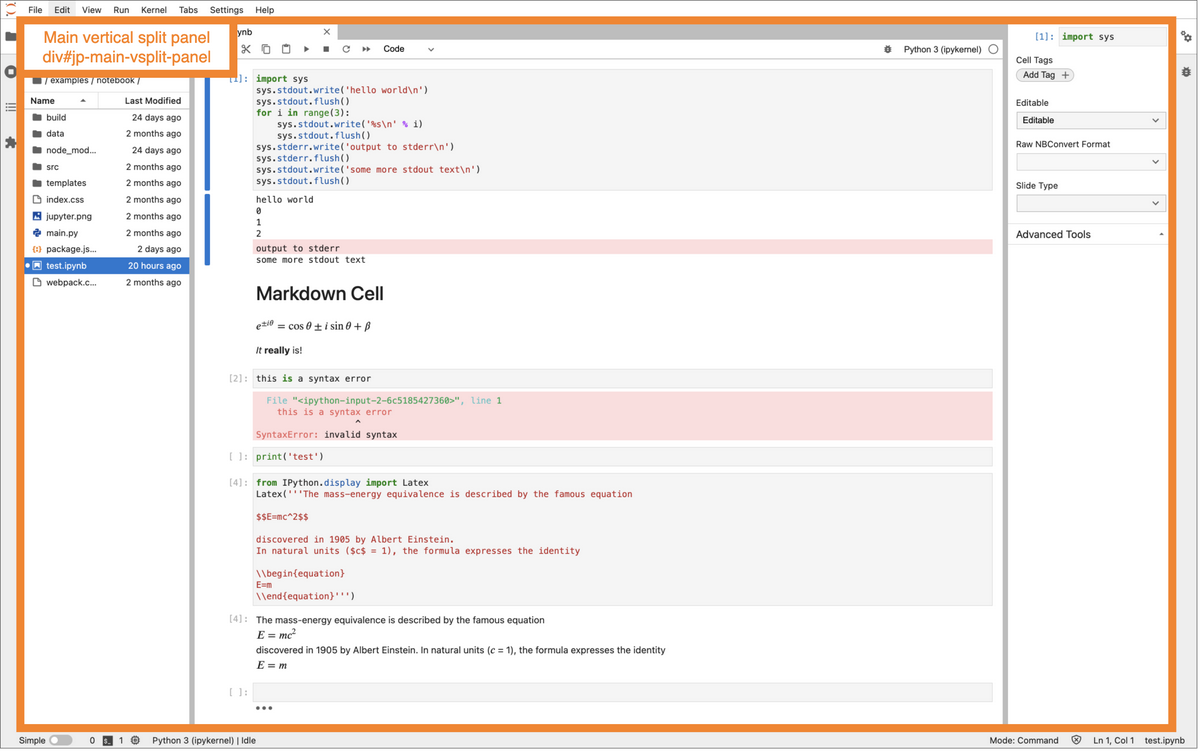 File Edit View Run Kernel Tabs Settings Help
Main vertical split panel
div#jp-main-vsplit-panel
ynb
Code
Python 3 (ipykernel)
/ examples / notebook /
Name Last Modified
build 24 days ago
data 2 months ago
node_mod... 24 days ago
src 2 months ago
templates 2 months ago
index.css 2 months ago
jupyter.png 2 months ago
main.py 2 months ago
package.js... 2 days ago
test.ipynb 20 hours ago
webpack.c... 2 months ago
[1]: import sys
sys.stdout.write('hello world\n')
sys.stdout.flush()
for i in range(3):
    sys.stdout.write('%s\n' % i)
    sys.stdout.flush()
sys.stderr.write('output to stderr\n')
sys.stderr.flush()
sys.stdout.write('some more stdout text\n')
sys.stdout.flush()
hello world
0
1
2
output to stderr
some more stdout text
Markdown Cell
e±iθ = cos θ ± i sin θ + β
It really is!
[2]: this is a syntax error
File "<ipython-input-2-6c5185427360>", line 1
this is a syntax error
^
SyntaxError: invalid syntax
[ ]: print('test')
[4]: from IPython.display import Latex
Latex('''The mass-energy equivalence is described by the famous equation
$$E=mc^2$$
discovered in 1905 by Albert Einstein.
In natural units ($c$ = 1), the formula expresses the identity
\\begin{equation}
E=m
\\end{equation}''')
[4]: The mass-energy equivalence is described by the famous equation
E = mc²
discovered in 1905 by Albert Einstein. In natural units (c = 1), the formula expresses the identity
E = m
[ ]:
[1]: import sys
Cell Tags
Add Tag +
Editable
Editable
Raw NBConvert Format
Slide Type
Advanced Tools
Simple 0 1 Python 3 (ipykernel) | Idle
Mode: Command Ln 1, Col 1 test.ipynb